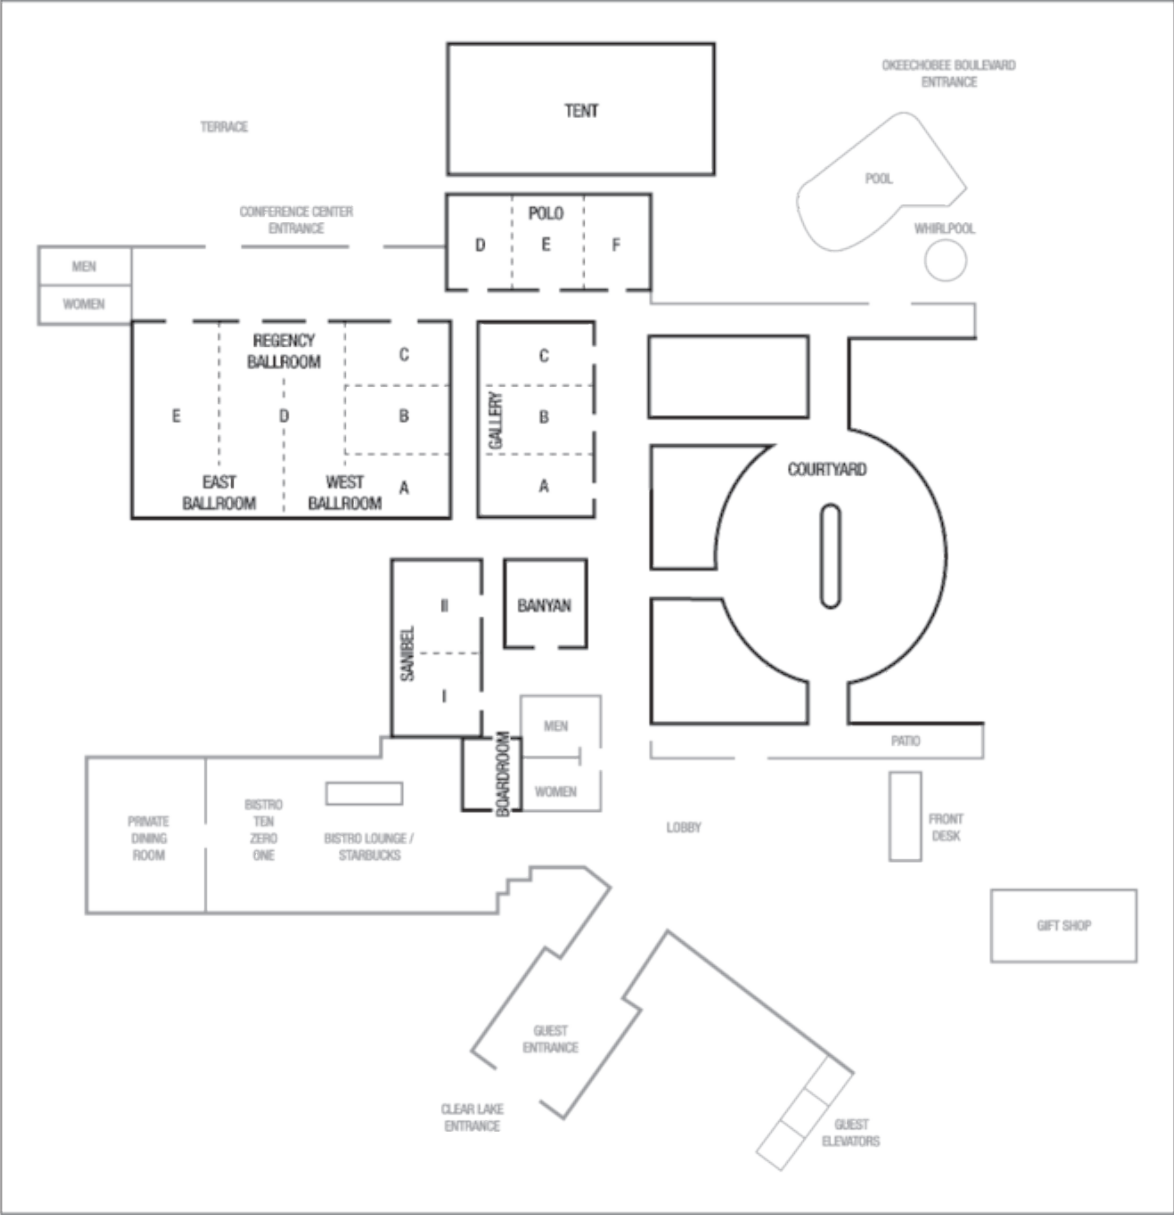 OKEECHOBEE BOULEVARD
ENTRANCE
TENT
TERRACE
POOL
CONFERENCE CENTER
ENTRANCE
POLO
D
E
F
WHIRLPOOL
MEN
WOMEN
REGENCY
BALLROOM
C
B
A
E
D
EAST
BALLROOM
WEST
BALLROOM
GALLERY
C
B
A
COURTYARD
SANIBEL
II
I
BANYAN
MEN
WOMEN
BOARDROOM
PATIO
PRIVATE
DINING
ROOM
BISTRO
TEN
ZERO
ONE
BISTRO LOUNGE /
STARBUCKS
LOBBY
FRONT
DESK
GIFT SHOP
GUEST
ENTRANCE
CLEAR LAKE
ENTRANCE
GUEST
ELEVATORS